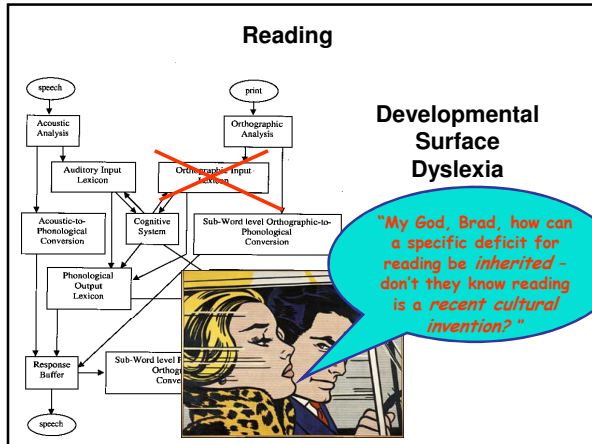 Reading
speech
print
Acoustic
Analysis
Orthographic
Analysis
Auditory Input
Lexicon
Orthographic Input
Lexicon
Acoustic-to-
Phonological
Conversion
Cognitive
System
Sub-Word level Orthographic-to-
Phonological
Conversion
Phonological
Output
Lexicon
Response
Buffer
Sub-Word level
speech
Developmental
Surface
Dyslexia
"My God, Brad, how can
a specific deficit for
reading be inherited –
don't they know reading
is a recent cultural
invention? "